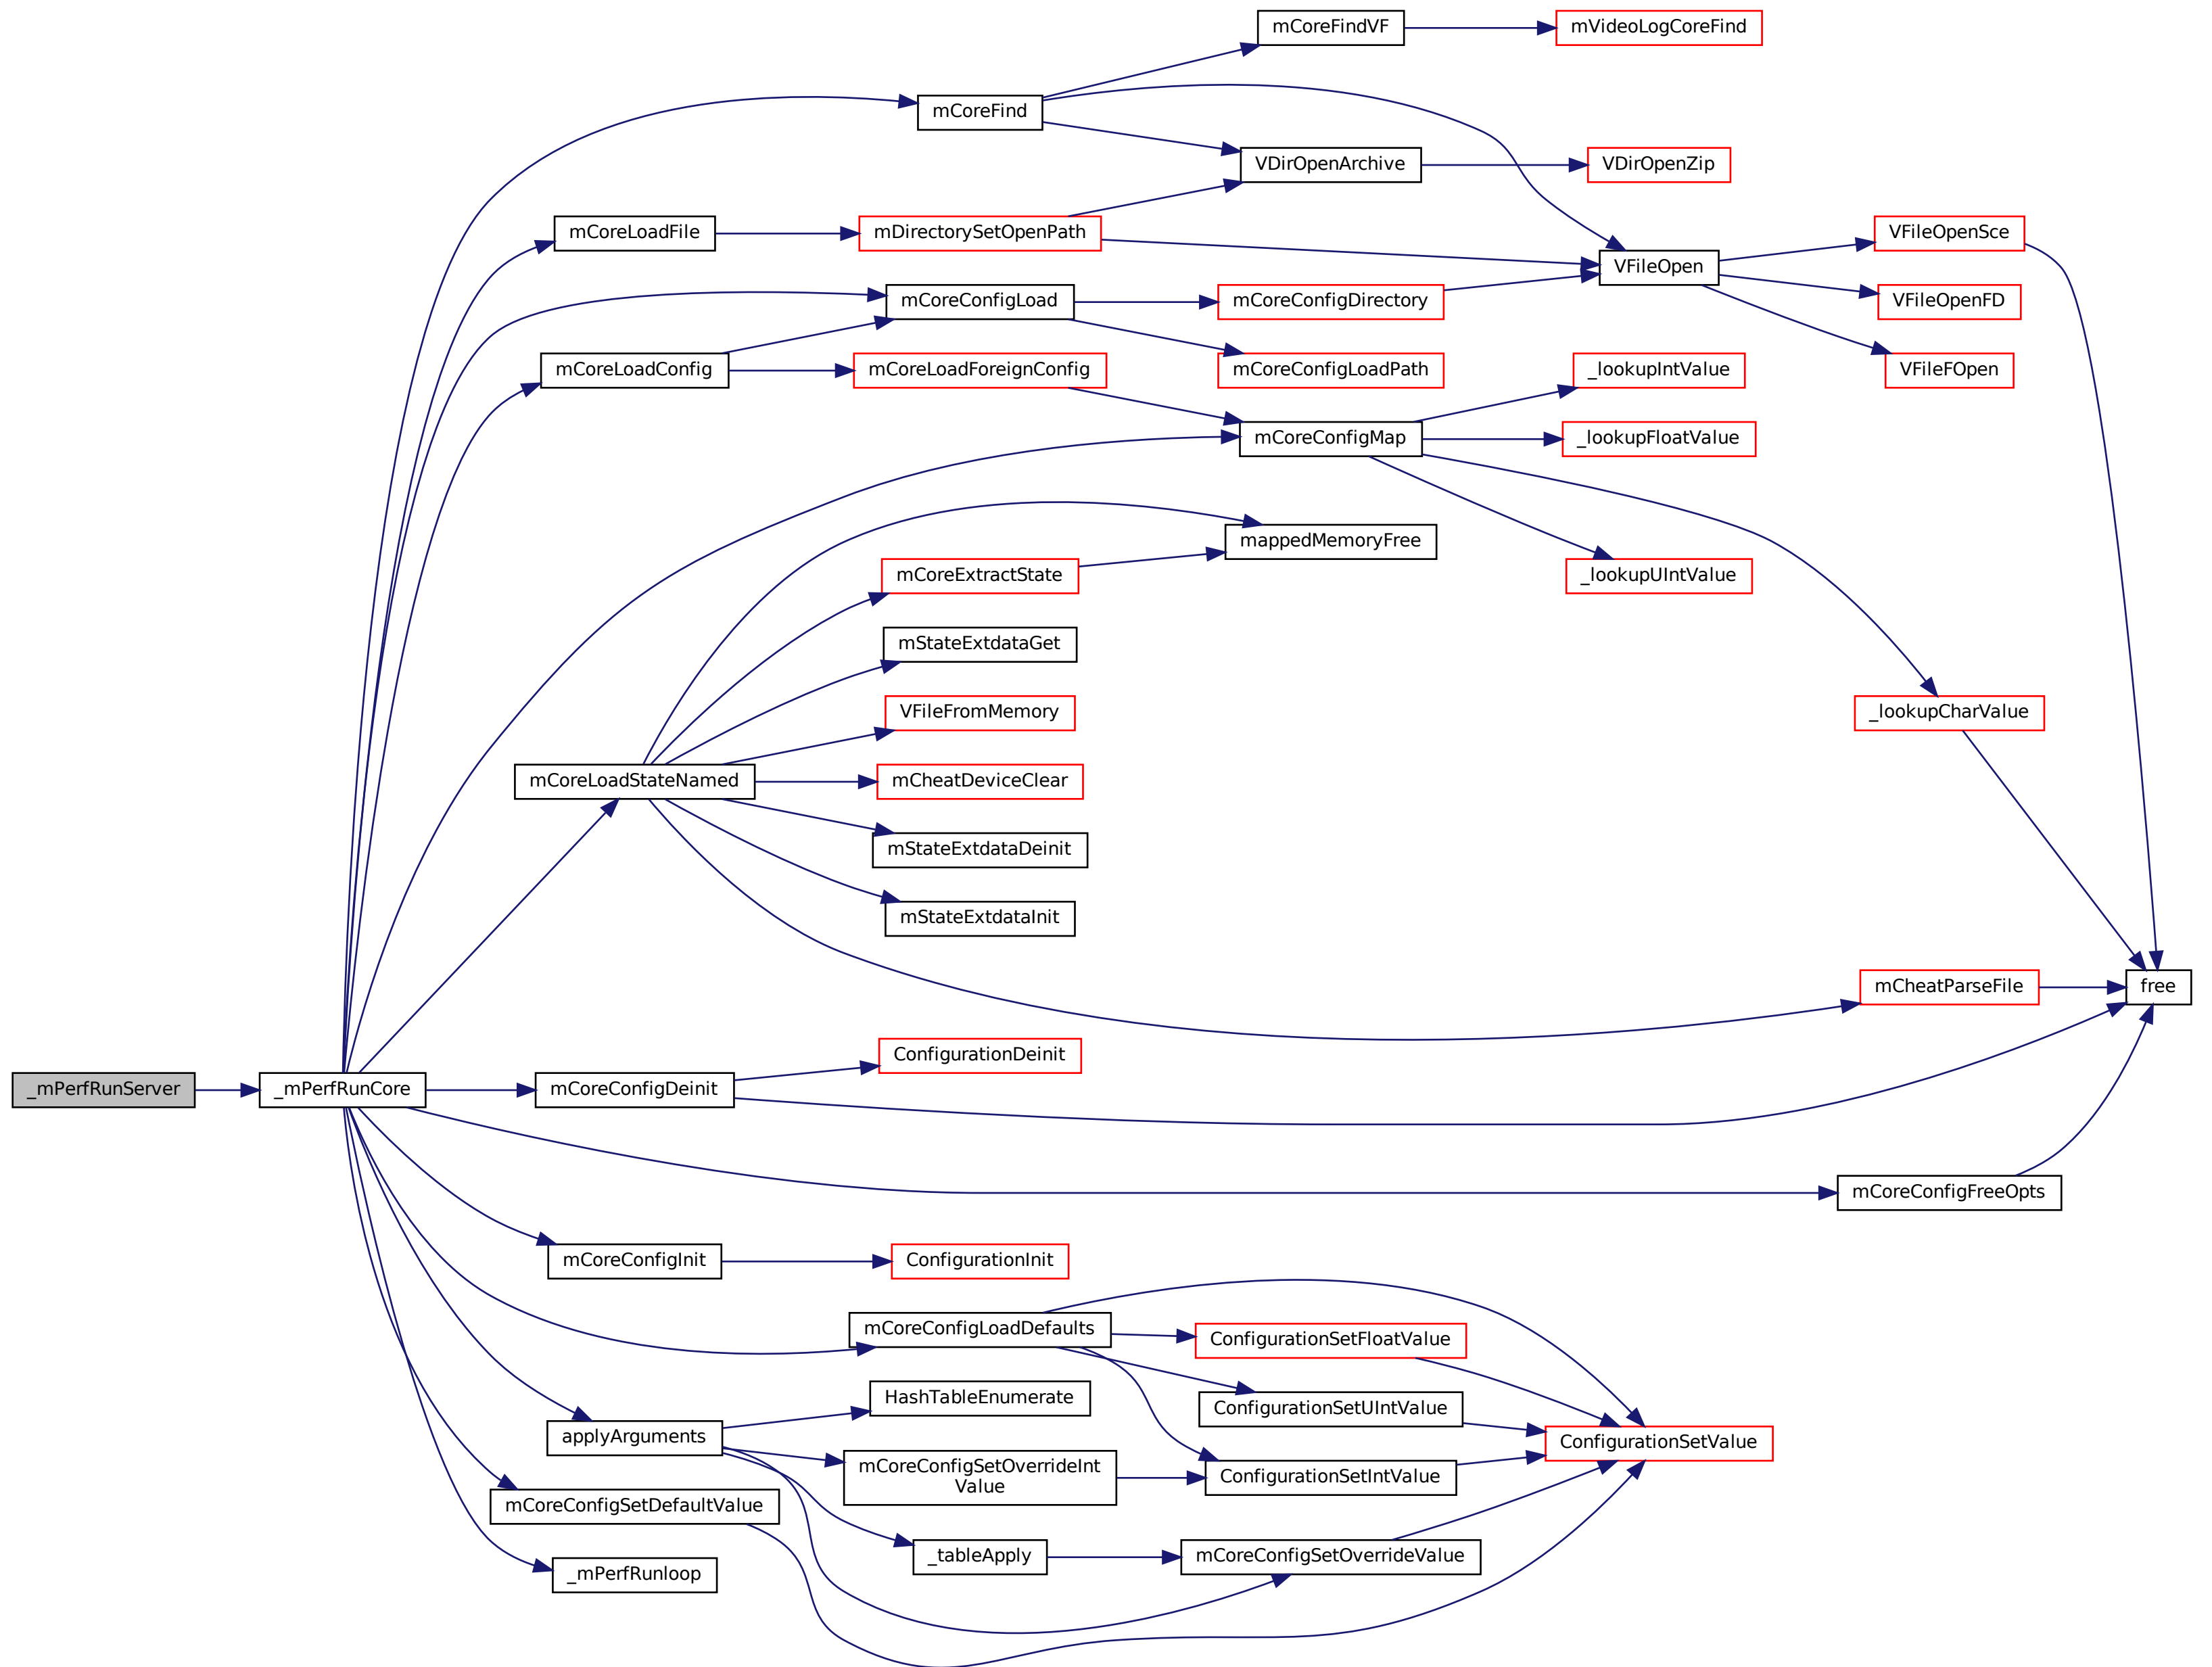 mCoreFindVF
mVideoLogCoreFind
mCoreFind
VDirOpenArchive
VDirOpenZip
mCoreLoadFile
mDirectorySetOpenPath
VFileOpenSce
VFileOpen
mCoreConfigLoad
mCoreConfigDirectory
VFileOpenFD
mCoreLoadConfig
mCoreLoadForeignConfig
mCoreConfigLoadPath
_lookupIntValue
VFileFOpen
mCoreConfigMap
_lookupFloatValue
mappedMemoryFree
mCoreExtractState
_lookupUIntValue
mStateExtdataGet
VFileFromMemory
_lookupCharValue
mCoreLoadStateNamed
mCheatDeviceClear
mStateExtdataDeinit
mStateExtdataInit
mCheatParseFile
free
ConfigurationDeinit
_mPerfRunServer
_mPerfRunCore
mCoreConfigDeinit
mCoreConfigFreeOpts
mCoreConfigInit
ConfigurationInit
mCoreConfigLoadDefaults
ConfigurationSetFloatValue
HashTableEnumerate
ConfigurationSetUIntValue
applyArguments
ConfigurationSetValue
mCoreConfigSetOverrideInt
Value
ConfigurationSetIntValue
mCoreConfigSetDefaultValue
_tableApply
mCoreConfigSetOverrideValue
_mPerfRunloop